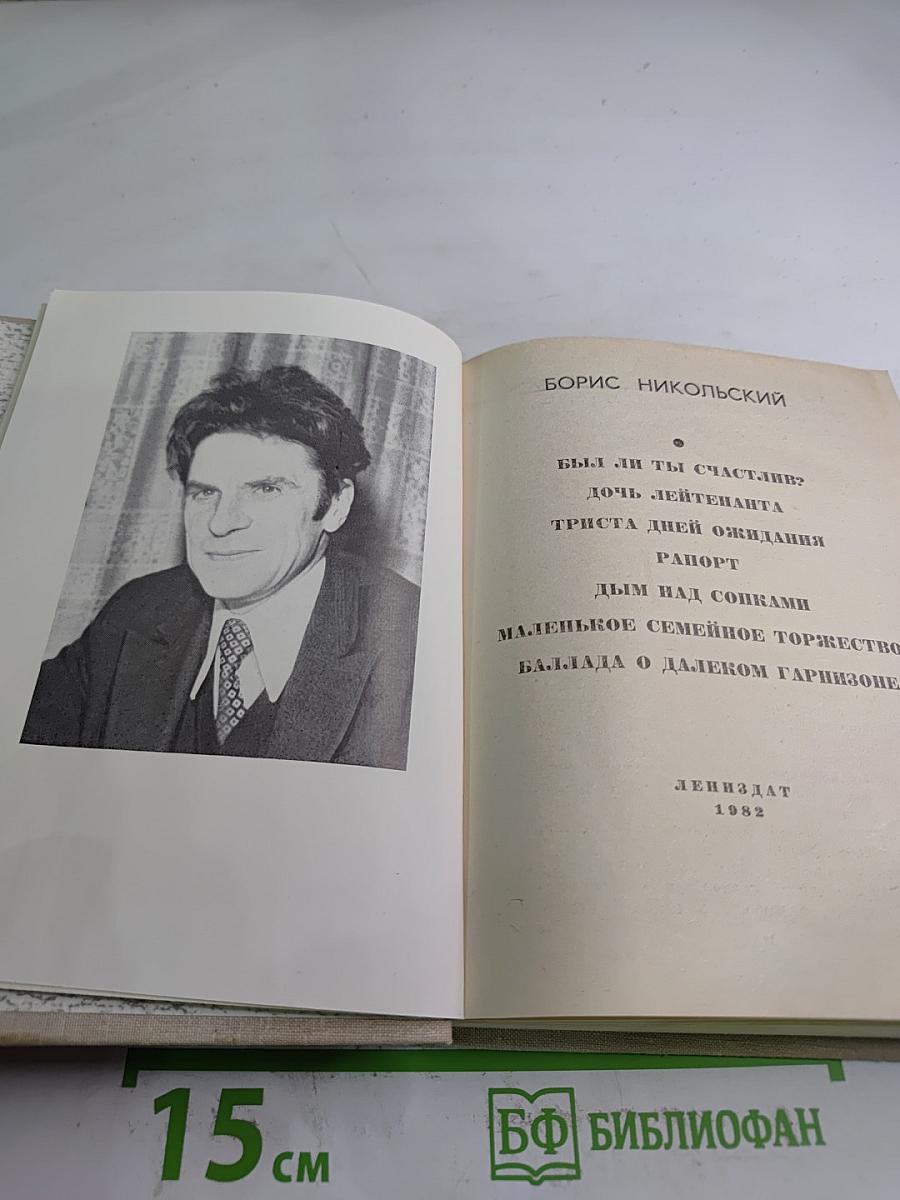 БОРИС НИКОЛЬСКИЙ
БЫЛ ЛИ ТЫ СЧАСТЛИВ?
ДОЧЬ ЛЕЙТЕНАНТА
ТРИСТА ДНЕЙ ОЖИДАНИЯ
РАПОРТ
ДЫМ НАД СОПКАМИ
МАЛЕНЬКОЕ СЕМЕЙНОЕ ТОРЖЕСТВО
БАЛЛАДА О ДАЛЕКОМ ГАРНИЗОНЕ
ЛЕНИЗДАТ
1982
15 СМ
БФ БИБЛИОФАН